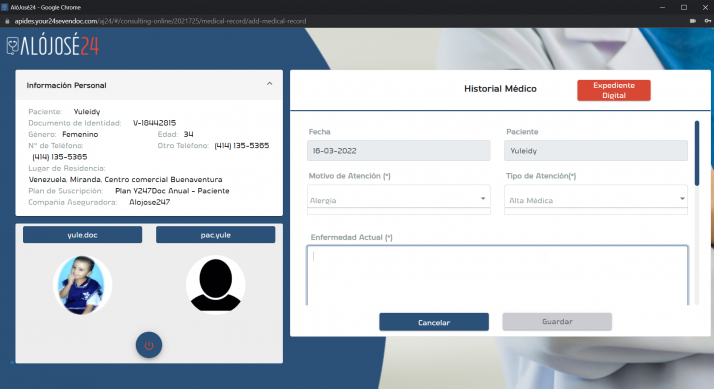 AlóJosé24 - Google Chrome
apides.your24sevendoc.com/aj24/#/consulting-online/2021725/medical-record/add-medical-record
ALÓJOSÉ24
Información Personal
Paciente: Yuleidy
Documento de Identidad: V-18442815
Género: Femenino Edad: 34
N° de Teléfono: Otro Teléfono: (414) 135-5365
(414) 135-5365
Lugar de Residencia:
Venezuela, Miranda, Centro comercial Buenaventura
Plan de Suscripción: Plan Y247Doc Anual - Paciente
Compañia Aseguradora: Alojose247
yule.doc pac.yule
Historial Médico
Expediente
Digital
Fecha Paciente
16-03-2022 Yuleidy
Motivo de Atención (*) Tipo de Atención(*)
Alergia Alta Médica
Enfermedad Actual (*)
Cancelar Guardar